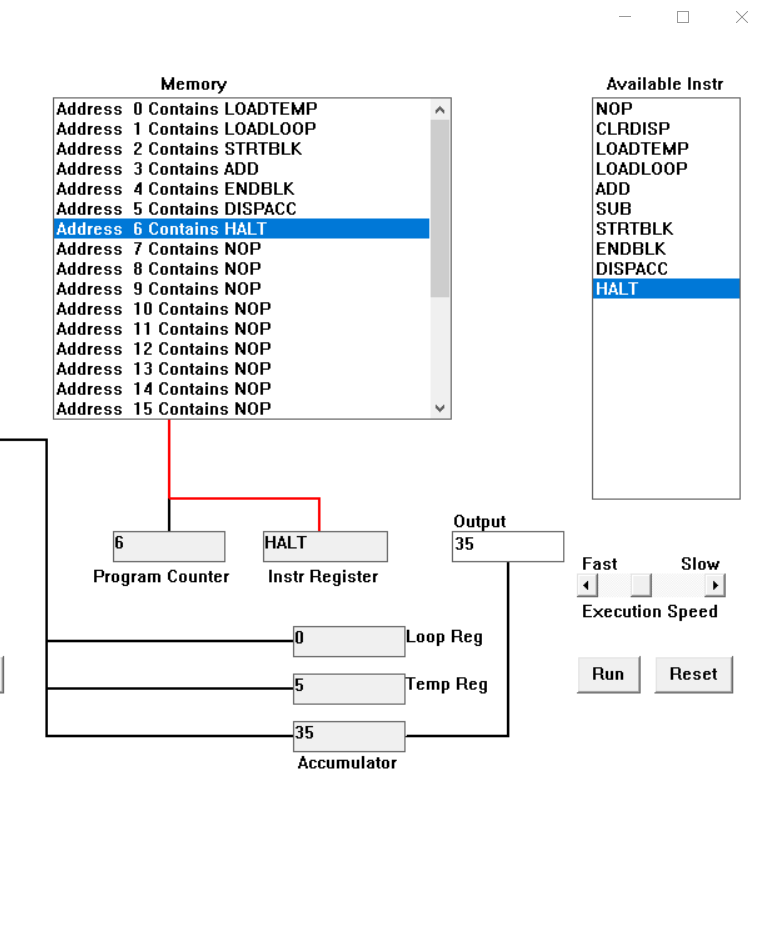 Memory
Address 0 Contains LOADTEMP
Address 1 Contains LOADLOOP
Address 2 Contains STRTBLK
Address 3 Contains ADD
Address 4 Contains ENDBLK
Address 5 Contains DISPACC
Address 6 Contains HALT
Address 7 Contains NOP
Address 8 Contains NOP
Address 9 Contains NOP
Address 10 Contains NOP
Address 11 Contains NOP
Address 12 Contains NOP
Address 13 Contains NOP
Address 14 Contains NOP
Address 15 Contains NOP
Available Instr
NOP
CLRDISP
LOADTEMP
LOADLOOP
ADD
SUB
STRTBLK
ENDBLK
DISPACC
HALT
6
Program Counter
HALT
Instr Register
Output
35
Fast Slow
Execution Speed
0 Loop Reg
5 Temp Reg
35
Accumulator
Run
Reset